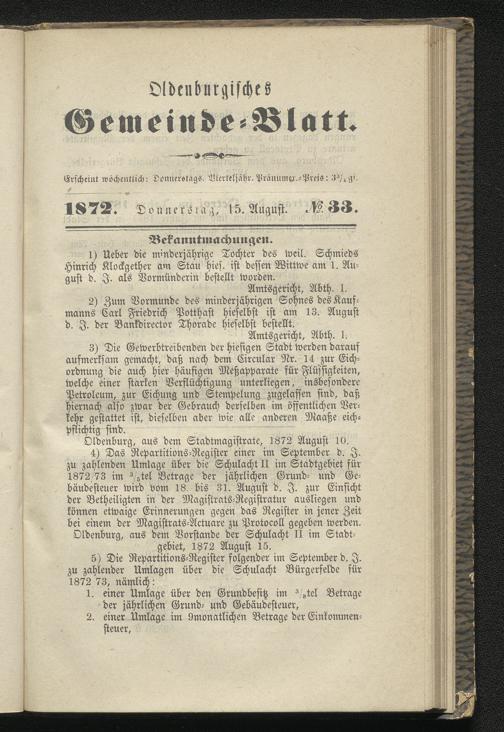 Oldenburgisches
Gemeinde-Blatt.
Erscheint wöchentlich: Donnerstags. Vierteljähr. Pränumer.-Preis: 3¾ gr.
1872. Donnerstag, 15. August. № 33.
Bekanntmachungen.
1) Ueber die minderjährige Tochter des weil. Schmieds
Hinrich Klockgether am Stau hies. ist dessen Wittwe am 1. Au-
gust d. J. als Vormünderin bestellt worden.
Amtsgericht, Abth. 1.
2) Zum Vormunde des minderjährigen Sohnes des Kauf-
manns Carl Friedrich Potthast hieselbst ist am 13. August
d. J. der Bankdirector Thorade hieselbst bestellt.
Amtsgericht, Abth. 1.
3) Die Gewerbtreibenden der hiesigen Stadt werden darauf
aufmerksam gemacht, daß nach dem Circular Nr. 14 zur Eich-
ordnung die auch hier häufigen Meßapparate für Flüssigkeiten,
welche einer starken Verflüchtigung unterliegen, insbesondere
Petroleum, zur Eichung und Stempelung zugelassen sind, daß
hiernach also zwar der Gebrauch derselben im öffentlichen Ver-
kehr gestattet ist, dieselben aber wie alle anderen Maaße eich-
pflichtig sind.
Oldenburg, aus dem Stadtmagistrate, 1872 August 10.
4) Das Repartitions-Register einer im September d. J.
zu zahlenden Umlage über die Schulacht II im Stadtgebiet für
1872 73 im tel Betrage der jährlichen Grund- und Ge-
bäudesteuer wird vom 18. bis 31. August d. J. zur Einsicht
der Betheiligten in der Magistrats-Registratur ausliegen und
können etwaige Erinnerungen gegen das Register in jener Zeit
bei einem der Magistrats-Actuare zu Protocoll gegeben werden.
Oldenburg, aus dem Vorstande der Schulacht II im Stadt-
gebiet, 1872 August 15.
5) Die Repartitions-Register folgender im September d. J.
zu zahlender Umlagen über die Schulacht Bürgerfelde für
1872 73, nämlich:
1. einer Umlage über den Grundbesitz im tel Betrage
der jährlichen Grund- und Gebäudesteuer,
2. einer Umlage im 9monatlichen Betrage der Einkommen-
steuer,